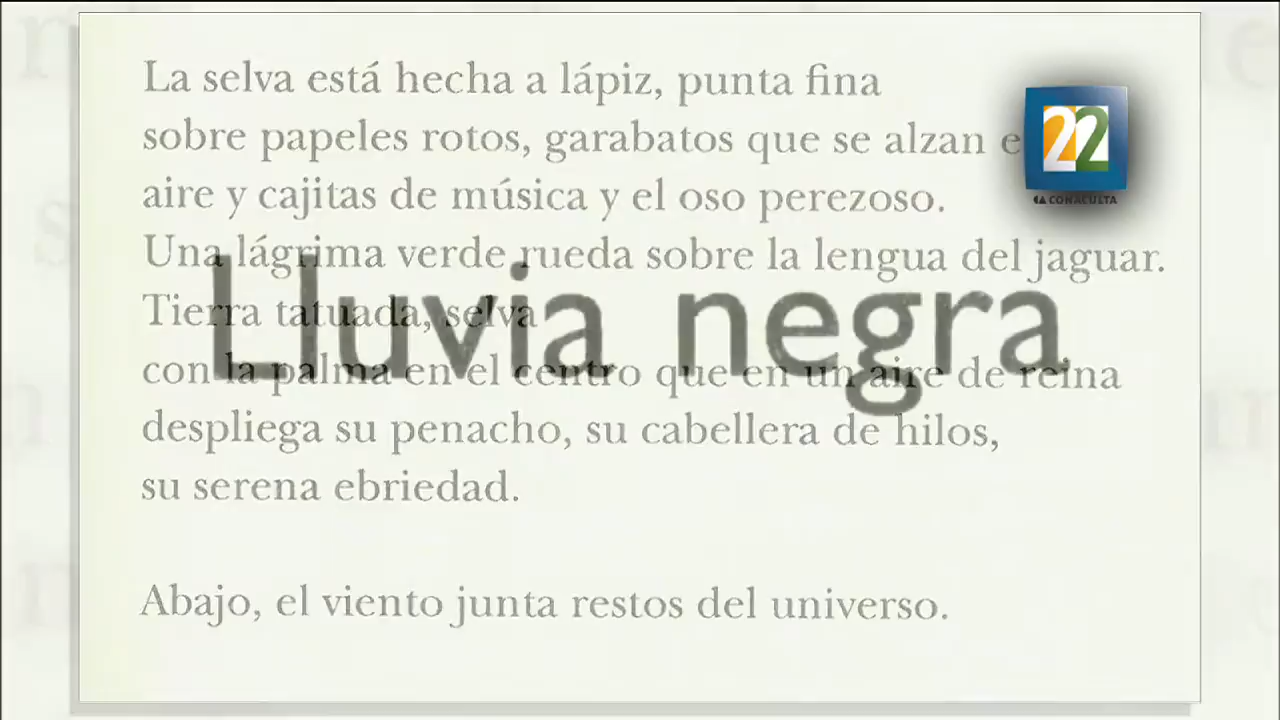 La selva está hecha a lápiz, punta fina
sobre papeles rotos, garabatos que se alzan
22
aire y cajitas de música y el oso perezoso.
CONACULTA
Una lágrima verde rueda sobre la lengua del jaguar.
Lluvia negra
Tierra tatuada, selva
con la palma en el centro que en un aire de reina
despliega su penacho, su cabellera de hilos,
su serena ebriedad.
Abajo, el viento junta restos del universo.